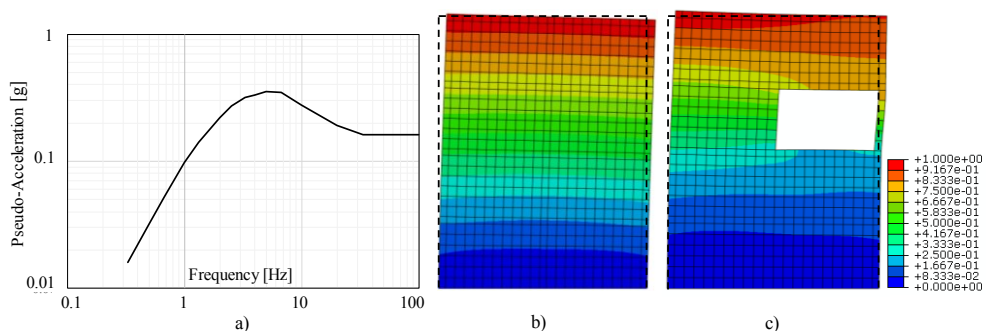 1
0.1
0.01
Pseudo-Acceleration [g]
Frequency [Hz]
0.1
1
10
100
+1.000e+00
+9.167e-01
+8.333e-01
+7.500e-01
+6.667e-01
+5.833e-01
+5.000e-01
+4.167e-01
+3.333e-01
+2.500e-01
+1.667e-01
+8.333e-02
+0.000e+00
a)
b)
c)